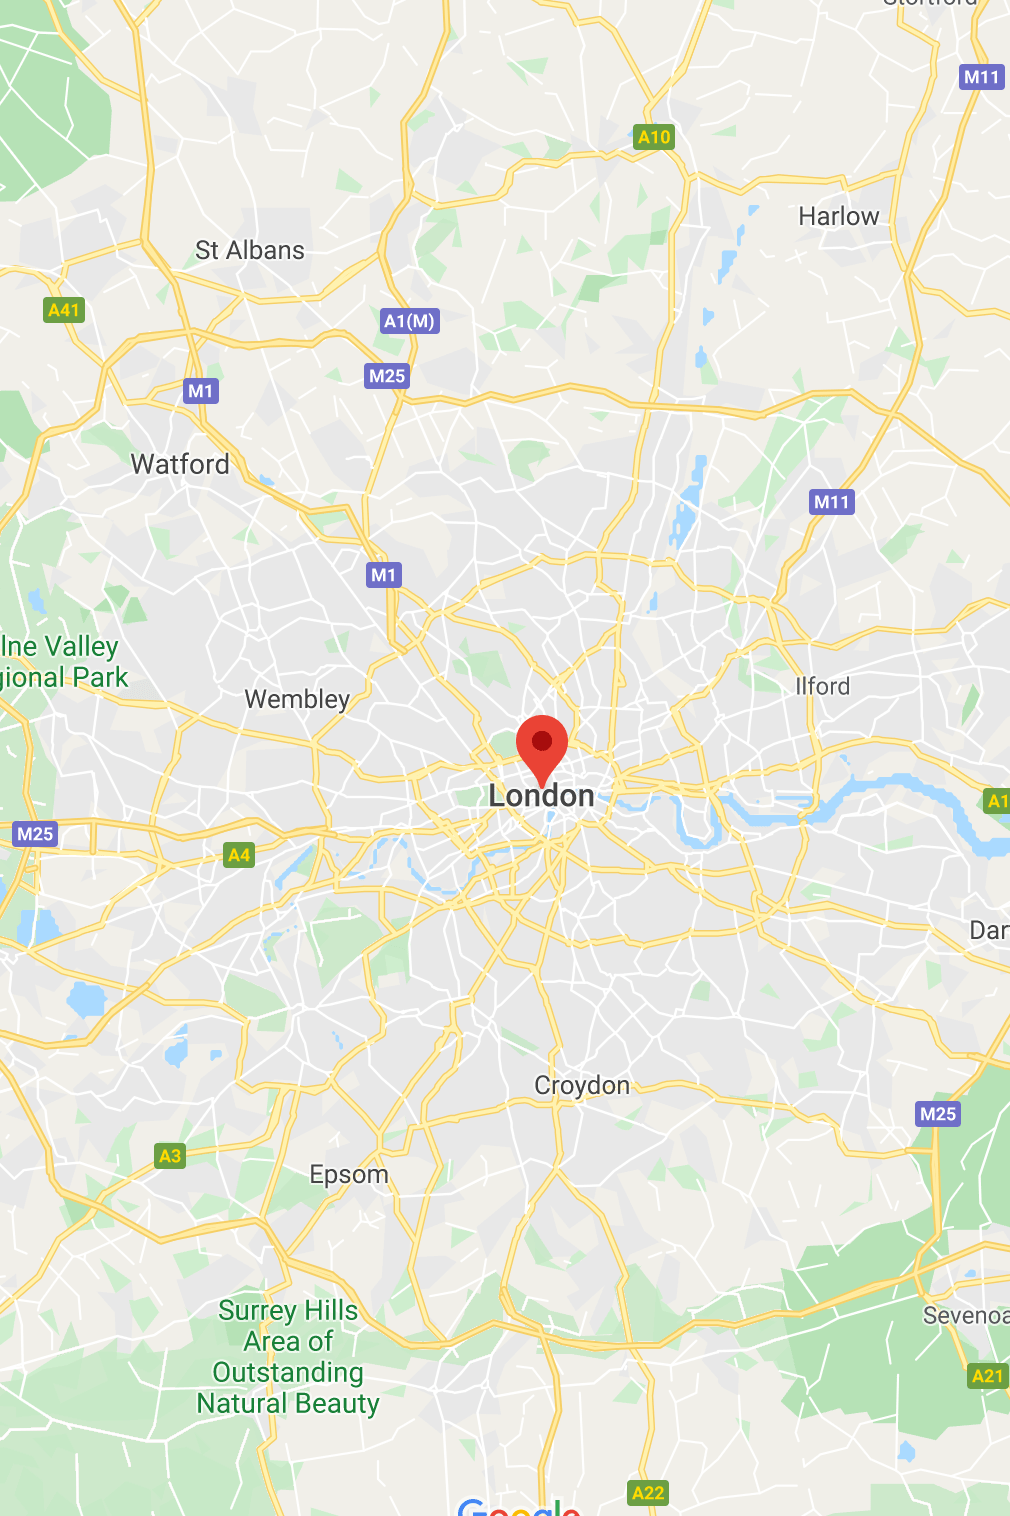 Stortford
M11
A10
Harlow
St Albans
A41
A1(M)
M25
M1
Watford
M11
M1
lne Valley
gional Park
Ilford
Wembley
London
A1
M25
A4
Dar
Croydon
M25
A3
Epsom
Surrey Hills
Area of
Outstanding
Natural Beauty
Sevenoa
A21
A22
Google